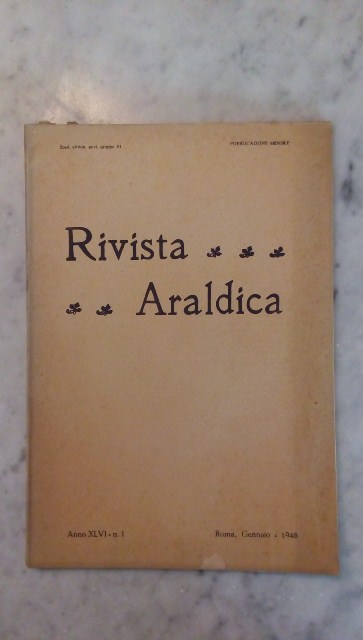 PUBBLICAZIONE MENSILE
Rivista
Araldica
Anno XLVI - n. 1
Roma, Gennaio - 1948